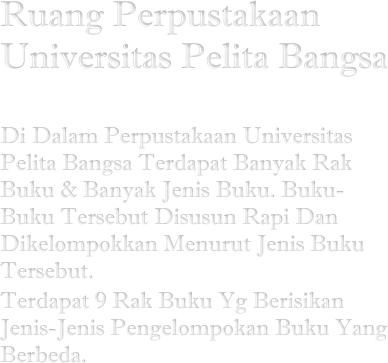 Ruang Perpustakaan
Universitas Pelita Bangsa
Di Dalam Perpustakaan Universitas
Pelita Bangsa Terdapat Banyak Rak
Buku & Banyak Jenis Buku. Buku-
Buku Tersebut Disusun Rapi Dan
Dikelompokkan Menurut Jenis Buku
Tersebut.
Terdapat 9 Rak Buku Yg Berisikan
Jenis-Jenis Pengelompokan Buku Yang
Berbeda.